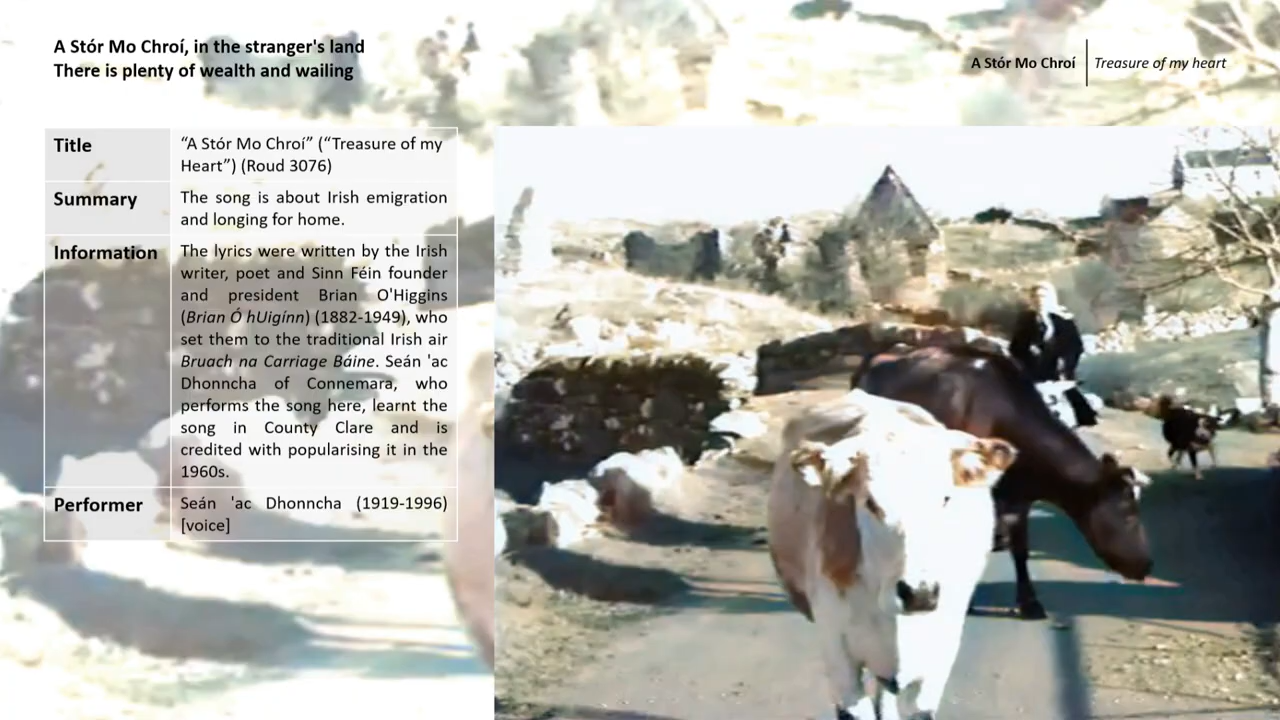 A Stór Mo Chroí, in the stranger's land
There is plenty of wealth and wailing
A Stór Mo Chroí
Treasure of my heart
Title
“A Stór Mo Chroí” (“Treasure of my
Heart”) (Roud 3076)
Summary
The song is about Irish emigration
and longing for home.
Information
The lyrics were written by the Irish
writer, poet and Sinn Féin founder
and president Brian O'Higgins
(Brian Ó hUigínn) (1882-1949), who
set them to the traditional Irish air
Bruach na Carriage Báine. Seán 'ac
Dhonncha of Connemara, who
performs the song here, learnt the
song in County Clare and is
credited with popularising it in the
1960s.
Performer
Seán 'ac Dhonncha (1919-1996)
[voice]